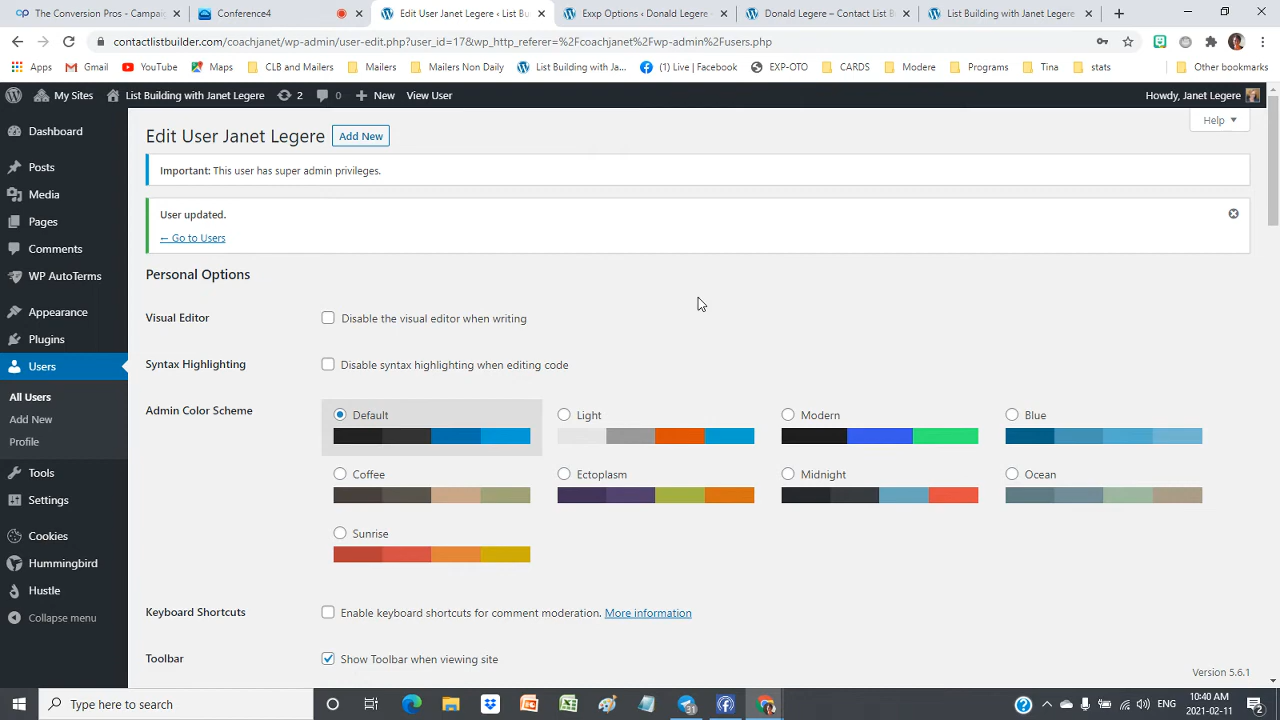 The Conversion Pros - Campai
Conference4
Edit User Janet Legere ‹ List Bu
Exxp Options ‹ Donald Legere —
Donald Legere – Contact List B
List Building with Janet Legere
contactlistbuilder.com/coachjanet/wp-admin/user-edit.php?user_id=17&wp_http_referer=%2Fcoachjanet%2Fwp-admin%2Fusers.php
Apps
Gmail
YouTube
Maps
CLB and Mailers
Mailers
Mailers Non Daily
List Building with Ja...
(1) Live | Facebook
EXP-OTO
CARDS
Modere
Programs
Tina
stats
Other bookmarks
My Sites
List Building with Janet Legere
2
0
New
View User
Howdy, Janet Legere
Dashboard
Posts
Media
Pages
Comments
WP AutoTerms
Appearance
Plugins
Users
All Users
Add New
Profile
Tools
Settings
Cookies
Hummingbird
Hustle
Collapse menu
Edit User Janet Legere
Add New
Help
Important: This user has super admin privileges.
User updated.
← Go to Users
Personal Options
Visual Editor
Disable the visual editor when writing
Syntax Highlighting
Disable syntax highlighting when editing code
Admin Color Scheme
Default
Light
Modern
Blue
Coffee
Ectoplasm
Midnight
Ocean
Sunrise
Keyboard Shortcuts
Enable keyboard shortcuts for comment moderation. More information
Toolbar
Show Toolbar when viewing site
Version 5.6.1
Type here to search
31
ENG
10:40 AM
2021-02-11
2